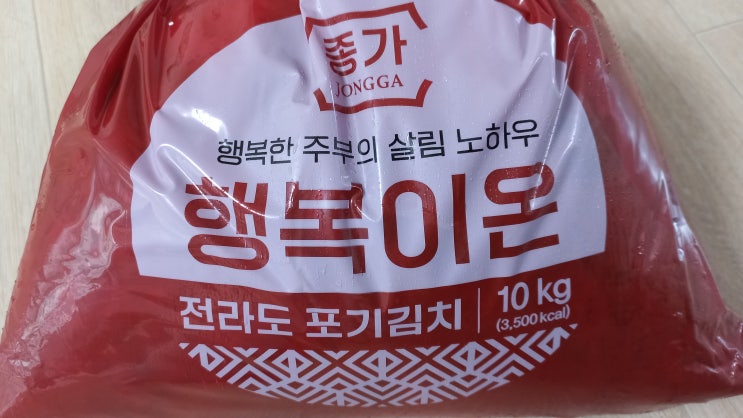 종가
JONGGA
행복한 주부의 살림 노하우
행복이온
전라도 포기김치 10 kg
(3,500 kcal)